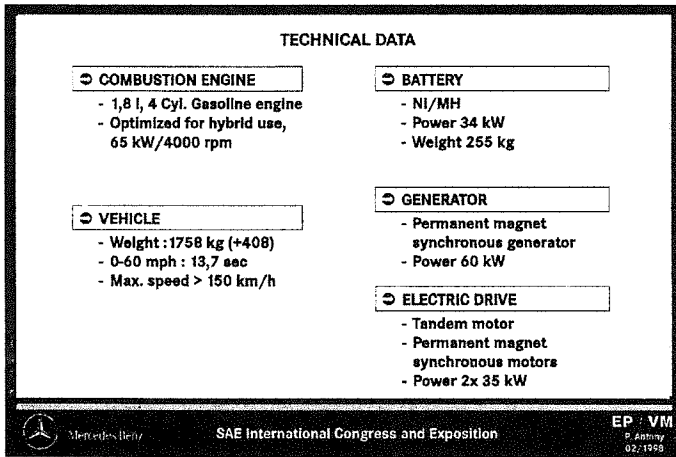 TECHNICAL DATA
➲ COMBUSTION ENGINE
- 1,8 l, 4 Cyl. Gasoline engine
- Optimized for hybrid use,
65 kW/4000 rpm
➲ VEHICLE
- Weight :1758 kg (+408)
- 0-60 mph : 13,7 sec
- Max. speed > 150 km/h
➲ BATTERY
- NI/MH
- Power 34 kW
- Weight 255 kg
➲ GENERATOR
- Permanent magnet
synchronous generator
- Power 60 kW
➲ ELECTRIC DRIVE
- Tandem motor
- Permanent magnet
synchronous motors
- Power 2x 35 kW
Mercedes-Benz
SAE International Congress and Exposition
EP / VM
P. Antony
02/1998